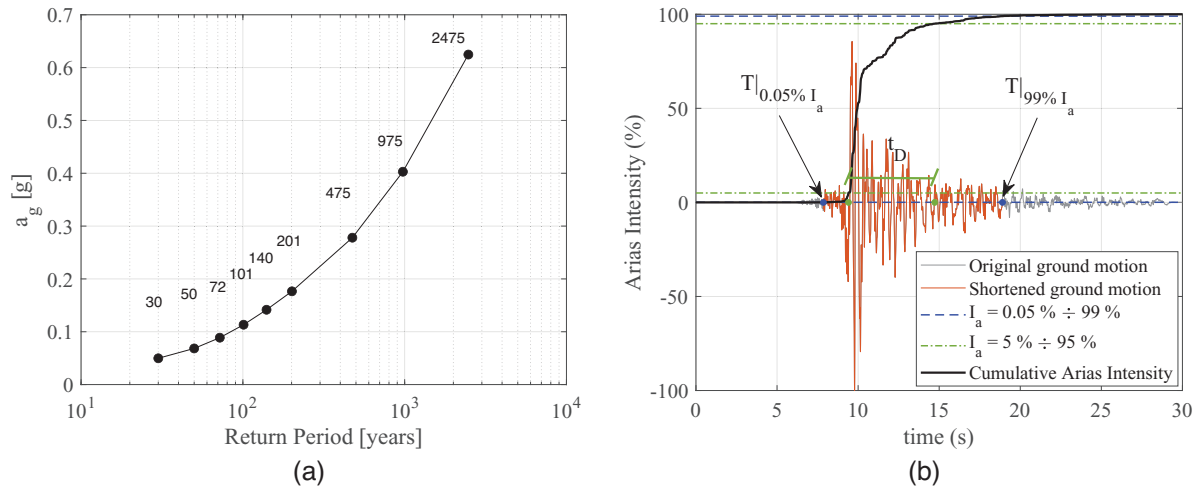 0.7
0.6
0.5
0.4
0.3
0.2
0.1
0
a_g [g]
2475
975
475
201
140
101
72
50
30
10^1
10^2
10^3
10^4
Return Period [years]
(a)
100
50
0
-50
-100
Arias Intensity (%)
T|_0.05% I_a
t_D
T|_99% I_a
Original ground motion
Shortened ground motion
I_a = 0.05 % ÷ 99 %
I_a = 5 % ÷ 95 %
Cumulative Arias Intensity
0
5
10
15
20
25
30
time (s)
(b)